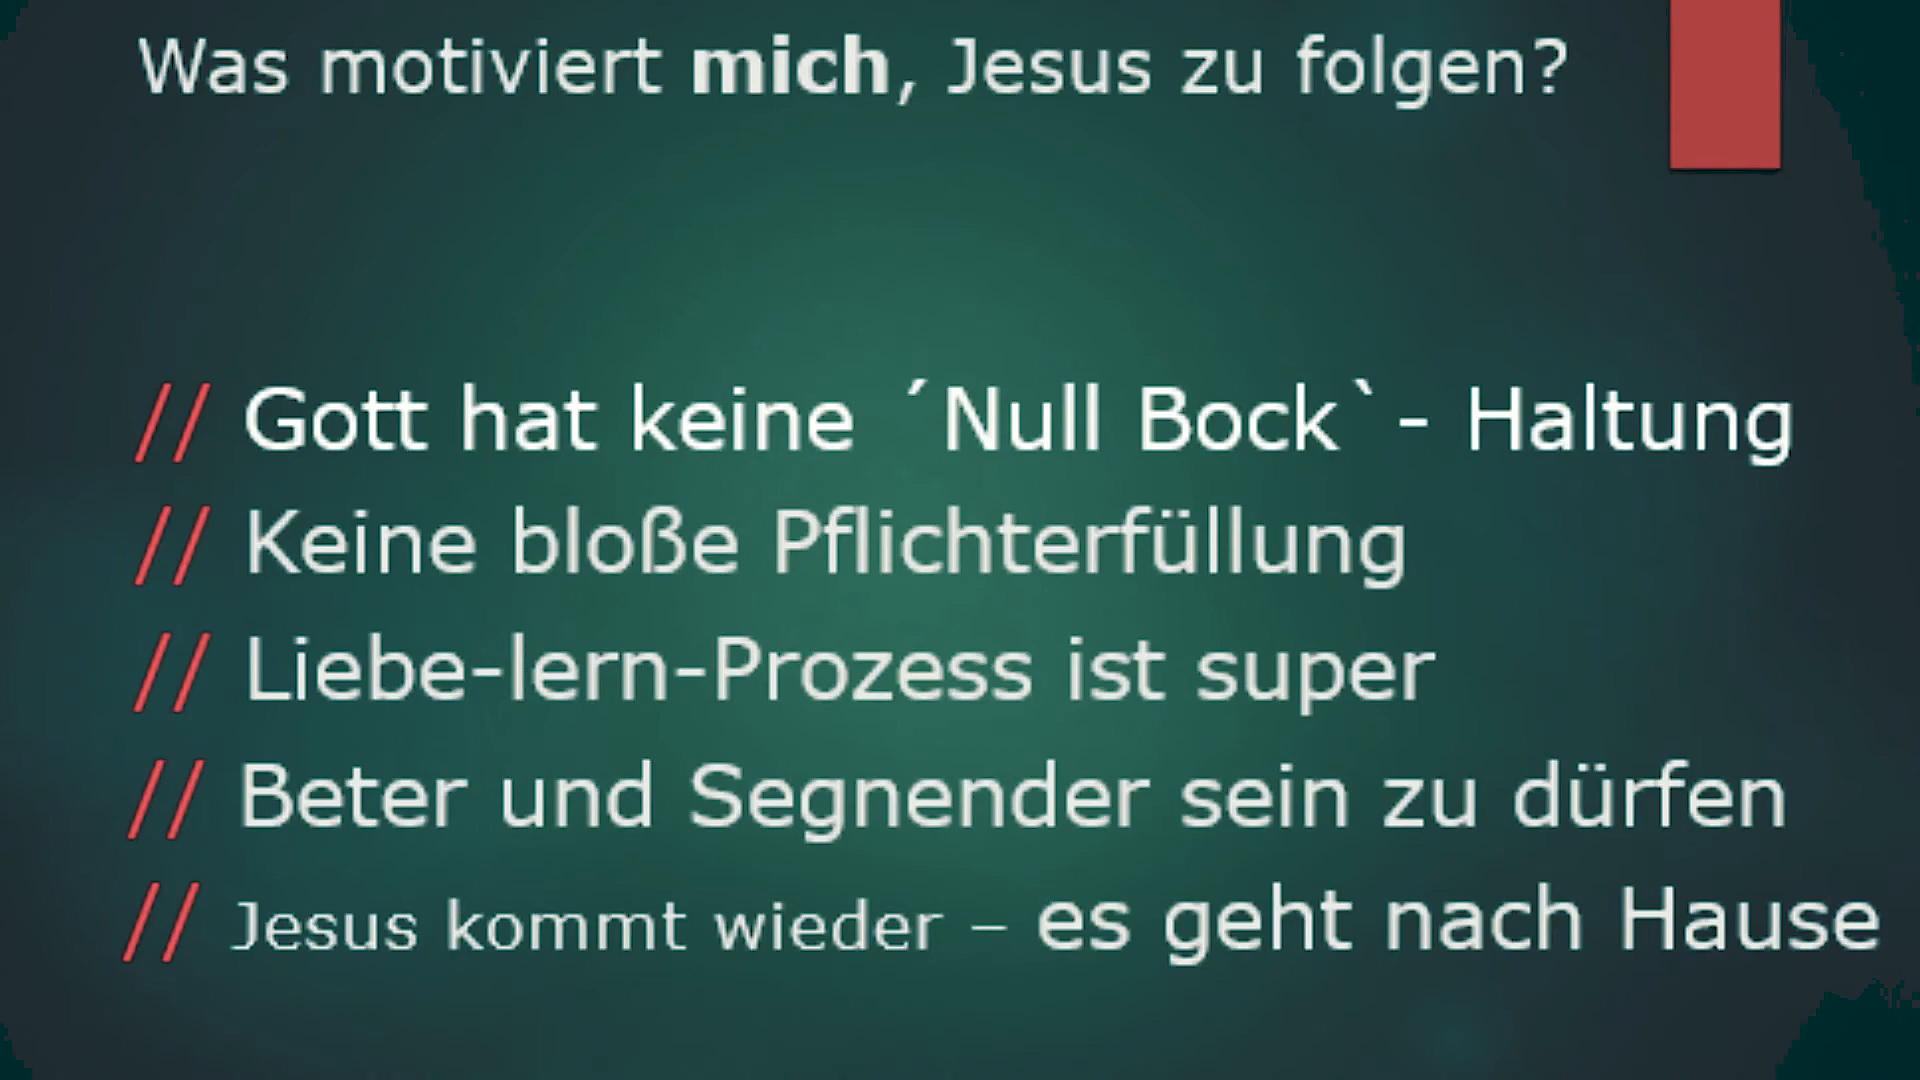 Was motiviert mich, Jesus zu folgen?
// Gott hat keine ´Null Bock`- Haltung
// Keine bloße Pflichterfüllung
// Liebe-lern-Prozess ist super
// Beter und Segnender sein zu dürfen
// Jesus kommt wieder – es geht nach Hause